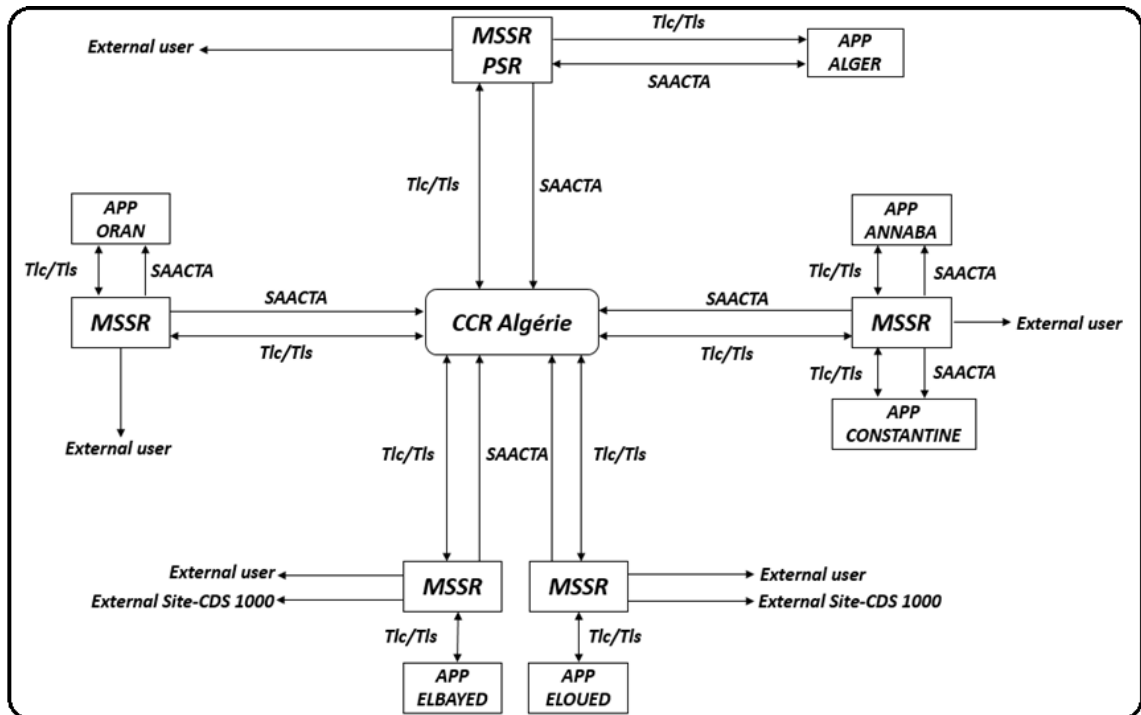 Tlc/Tls
External user
MSSR
PSR
APP
ALGER
SAACTA
Tlc/Tls
SAACTA
APP
ORAN
APP
ANNABA
Tlc/Tls
SAACTA
Tlc/Tls
SAACTA
MSSR
SAACTA
CCR Algérie
SAACTA
MSSR
External user
Tlc/Tls
Tlc/Tls
Tlc/Tls
SAACTA
APP
CONSTANTINE
External user
Tlc/Tls
SAACTA
Tlc/Tls
External user
MSSR
MSSR
External user
External Site-CDS 1000
External Site-CDS 1000
Tlc/Tls
Tlc/Tls
APP
ELBAYED
APP
ELOUED